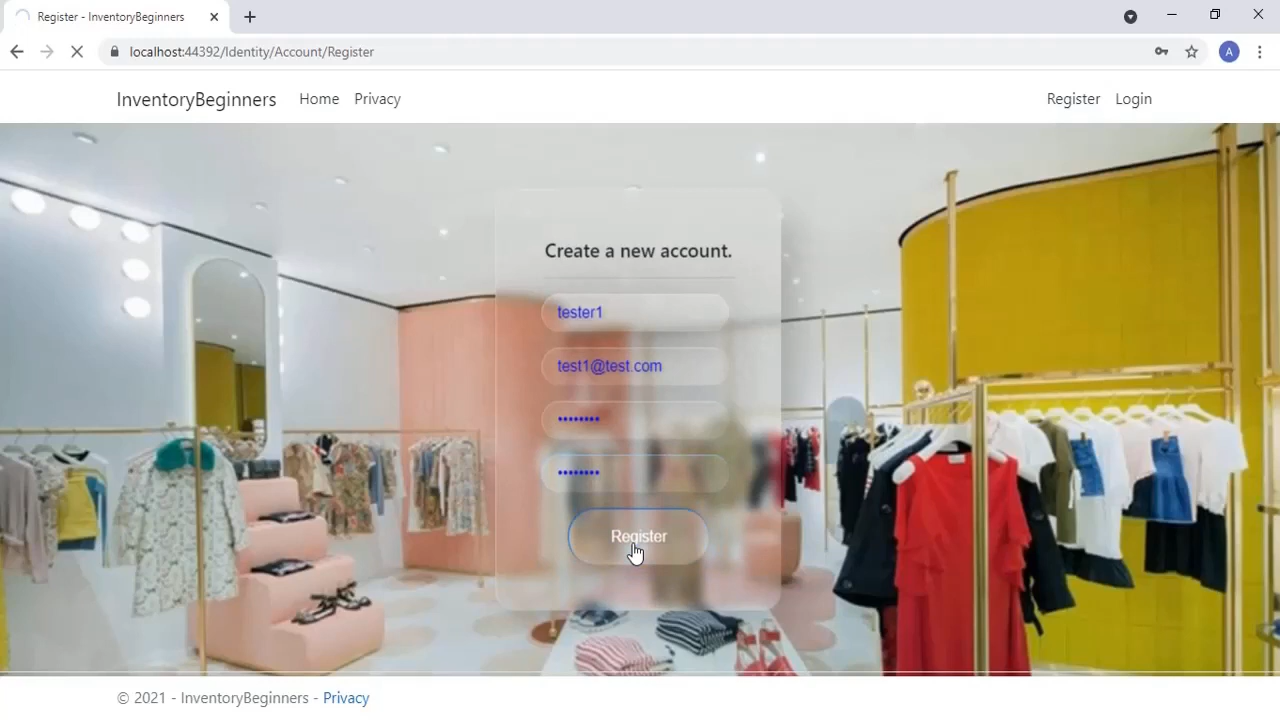 Register - InventoryBeginners
localhost:44392/Identity/Account/Register
A
InventoryBeginners Home Privacy Register Login
Create a new account.
tester1
test1@test.com
••••••••
••••••••
Register
© 2021 - InventoryBeginners - Privacy